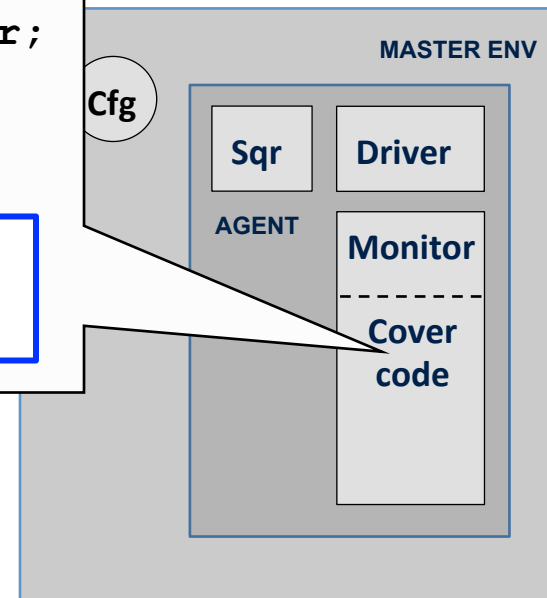 r;
MASTER ENV
Cfg
Sqr
Driver
AGENT
Monitor
Cover
code